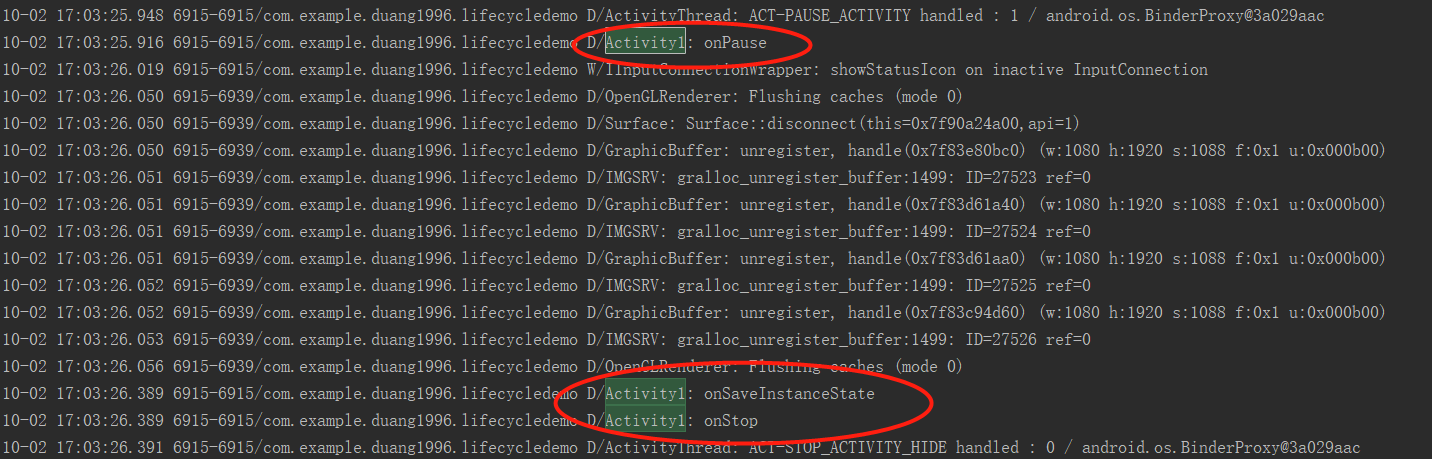 10-02 17:03:25.948 6915-6915/com.example.duang1996.lifecycledemo D/ActivityThread: ACT-PAUSE_ACTIVITY handled : 1 / android.os.BinderProxy@3a029aac
10-02 17:03:25.916 6915-6915/com.example.duang1996.lifecycledemo D/Activity1: onPause
10-02 17:03:26.019 6915-6915/com.example.duang1996.lifecycledemo W/IInputConnectionWrapper: showStatusIcon on inactive InputConnection
10-02 17:03:26.050 6915-6939/com.example.duang1996.lifecycledemo D/OpenGLRenderer: Flushing caches (mode 0)
10-02 17:03:26.050 6915-6939/com.example.duang1996.lifecycledemo D/Surface: Surface::disconnect(this=0x7f90a24a00,api=1)
10-02 17:03:26.050 6915-6939/com.example.duang1996.lifecycledemo D/GraphicBuffer: unregister, handle(0x7f83e80bc0) (w:1080 h:1920 s:1088 f:0x1 u:0x000b00)
10-02 17:03:26.051 6915-6939/com.example.duang1996.lifecycledemo D/IMGSRV: gralloc_unregister_buffer:1499: ID=27523 ref=0
10-02 17:03:26.051 6915-6939/com.example.duang1996.lifecycledemo D/GraphicBuffer: unregister, handle(0x7f83d61a40) (w:1080 h:1920 s:1088 f:0x1 u:0x000b00)
10-02 17:03:26.051 6915-6939/com.example.duang1996.lifecycledemo D/IMGSRV: gralloc_unregister_buffer:1499: ID=27524 ref=0
10-02 17:03:26.051 6915-6939/com.example.duang1996.lifecycledemo D/GraphicBuffer: unregister, handle(0x7f83d61aa0) (w:1080 h:1920 s:1088 f:0x1 u:0x000b00)
10-02 17:03:26.052 6915-6939/com.example.duang1996.lifecycledemo D/IMGSRV: gralloc_unregister_buffer:1499: ID=27525 ref=0
10-02 17:03:26.052 6915-6939/com.example.duang1996.lifecycledemo D/GraphicBuffer: unregister, handle(0x7f83c94d60) (w:1080 h:1920 s:1088 f:0x1 u:0x000b00)
10-02 17:03:26.053 6915-6939/com.example.duang1996.lifecycledemo D/IMGSRV: gralloc_unregister_buffer:1499: ID=27526 ref=0
10-02 17:03:26.056 6915-6939/com.example.duang1996.lifecycledemo D/OpenGLRenderer: Flushing caches (mode 0)
10-02 17:03:26.389 6915-6915/com.example.duang1996.lifecycledemo D/Activity1: onSaveInstanceState
10-02 17:03:26.389 6915-6915/com.example.duang1996.lifecycledemo D/Activity1: onStop
10-02 17:03:26.391 6915-6915/com.example.duang1996.lifecycledemo D/ActivityThread: ACT-STOP_ACTIVITY_HIDE handled : 0 / android.os.BinderProxy@3a029aac